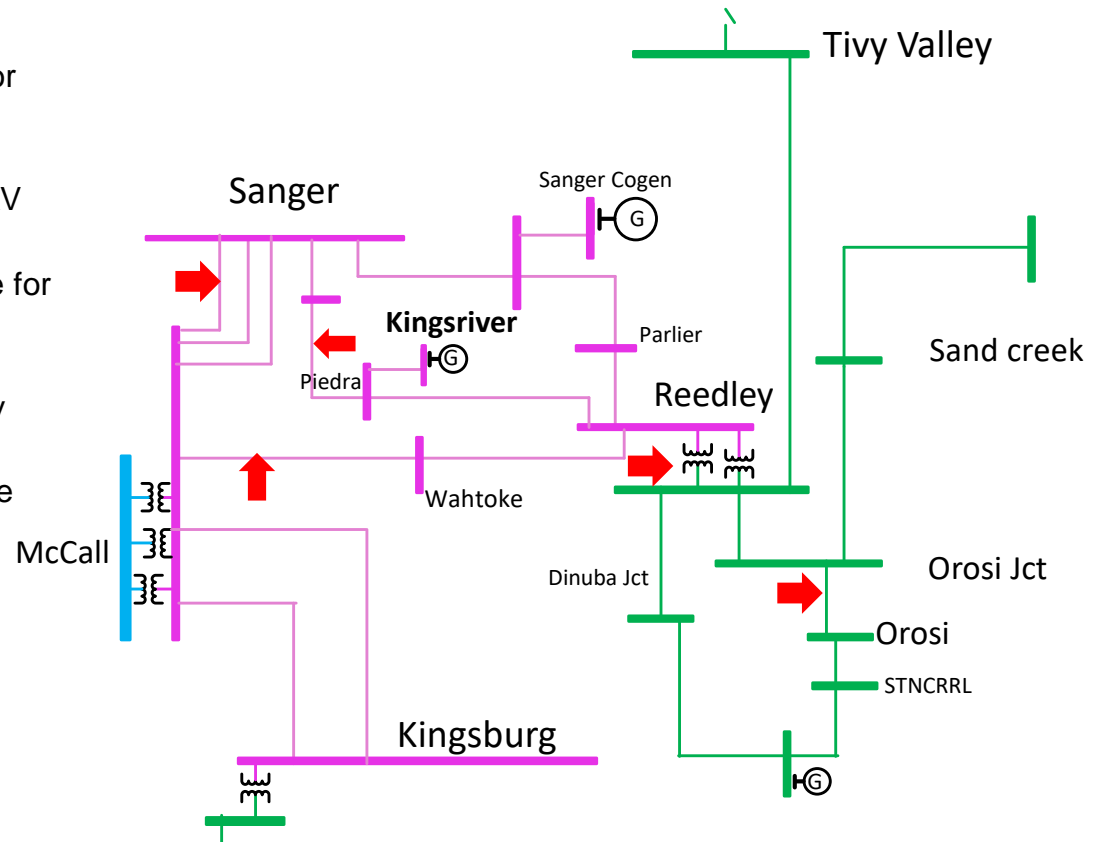 Tivy Valley
or
Sanger Cogen
G
Sanger
V
e for
Kingsriver
G
Parlier
Sand creek
Piedra
Reedley
y
e
Wahtoke
McCall
Dinuba Jct
Orosi Jct
Orosi
STNCRRL
Kingsburg
G